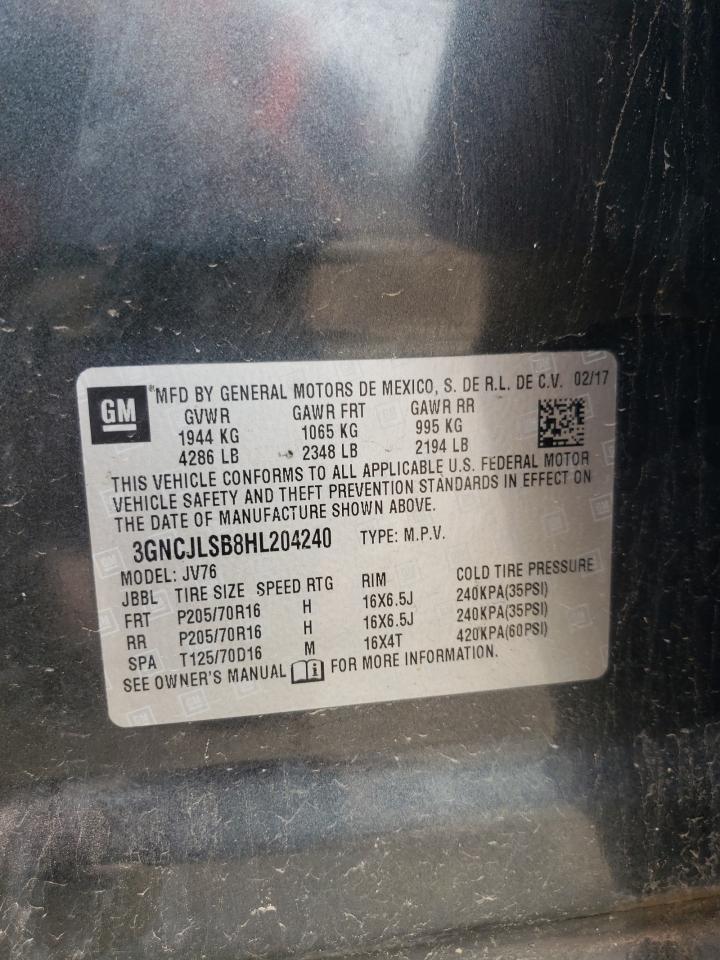 GM
®MFD BY GENERAL MOTORS DE MEXICO, S. DE R.L. DE C.V. 02/17
GVWR GAWR FRT GAWR RR
1944 KG 1065 KG 995 KG
4286 LB 2348 LB 2194 LB
THIS VEHICLE CONFORMS TO ALL APPLICABLE U.S. FEDERAL MOTOR
VEHICLE SAFETY AND THEFT PREVENTION STANDARDS IN EFFECT ON
THE DATE OF MANUFACTURE SHOWN ABOVE.
3GNCJLSB8HL204240 TYPE: M.P.V.
MODEL: JV76
JBBL TIRE SIZE SPEED RTG RIM COLD TIRE PRESSURE
FRT P205/70R16 H 16X6.5J 240KPA(35PSI)
RR P205/70R16 H 16X6.5J 240KPA(35PSI)
SPA T125/70D16 M 16X4T 420KPA(60PSI)
SEE OWNER'S MANUAL FOR MORE INFORMATION.